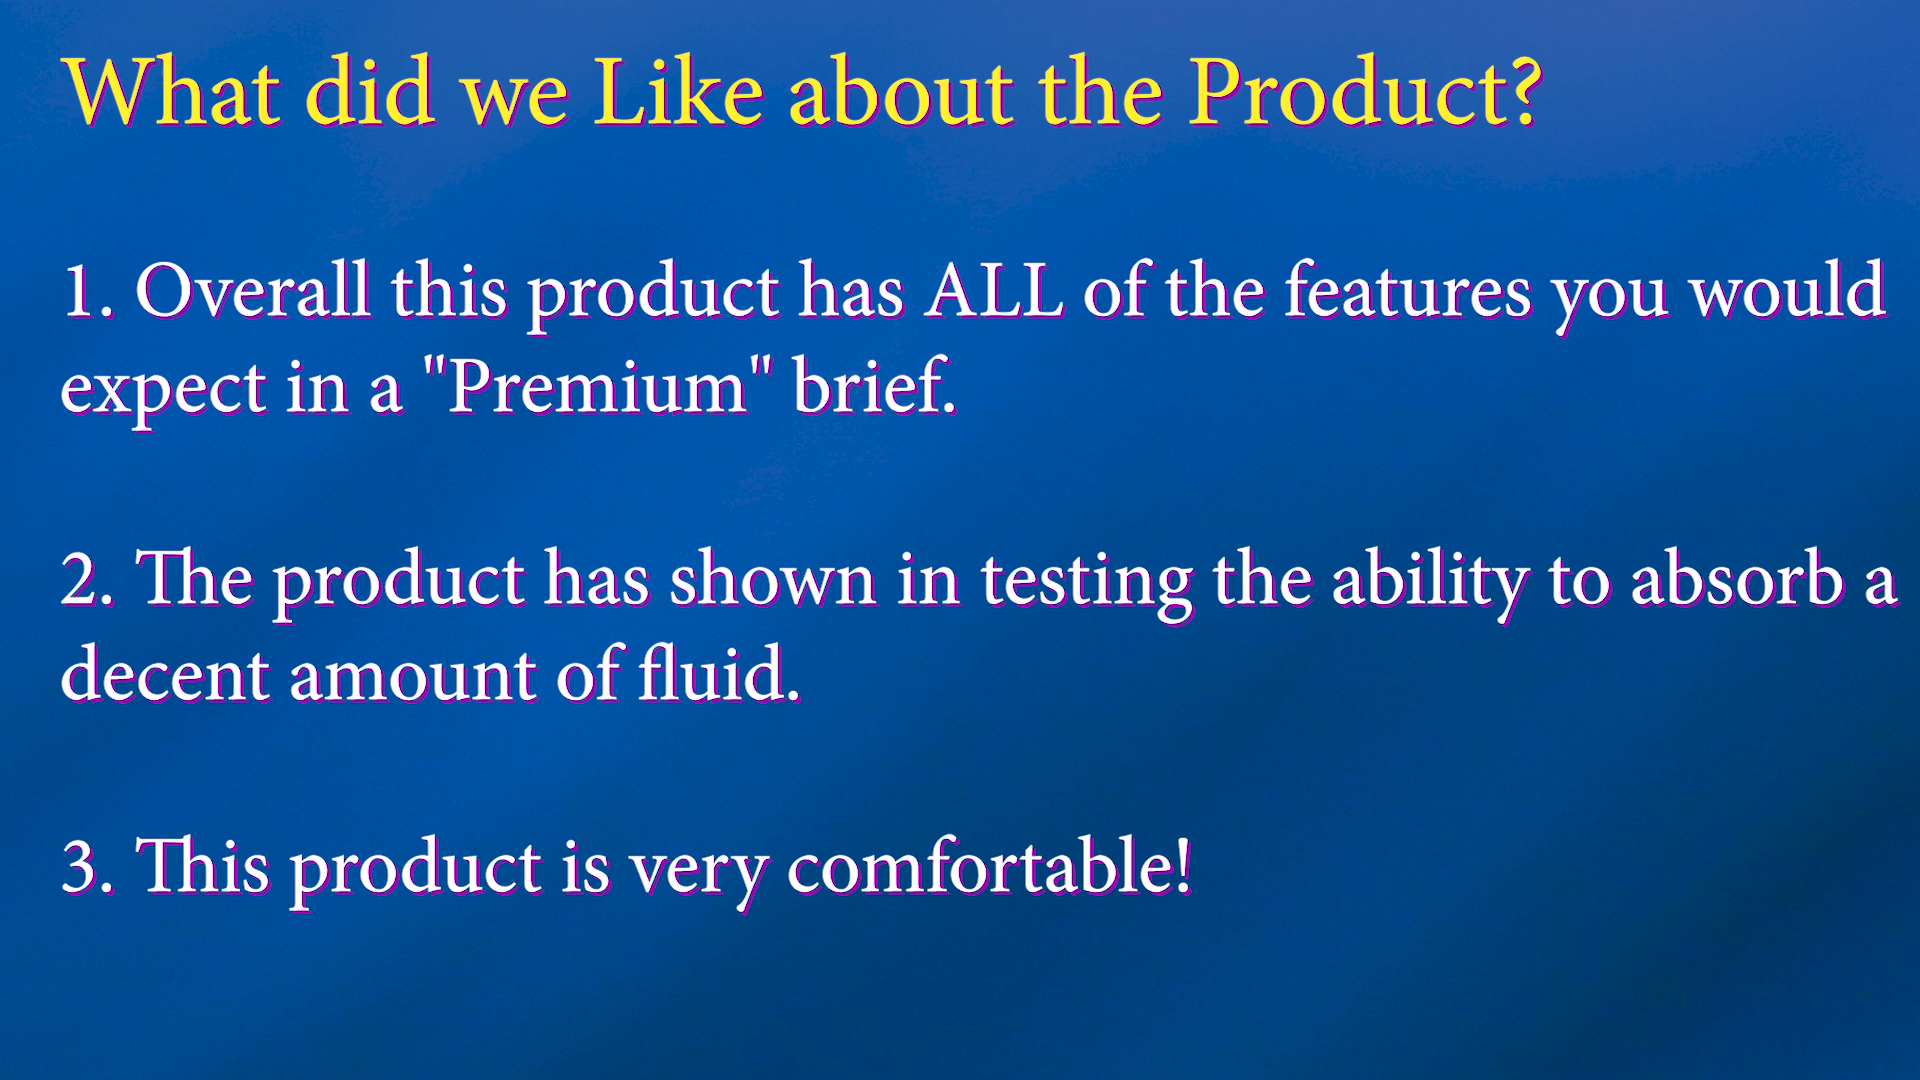 What did we Like about the Product?
1. Overall this product has ALL of the features you would
expect in a "Premium" brief.
2. The product has shown in testing the ability to absorb a
decent amount of fluid.
3. This product is very comfortable!